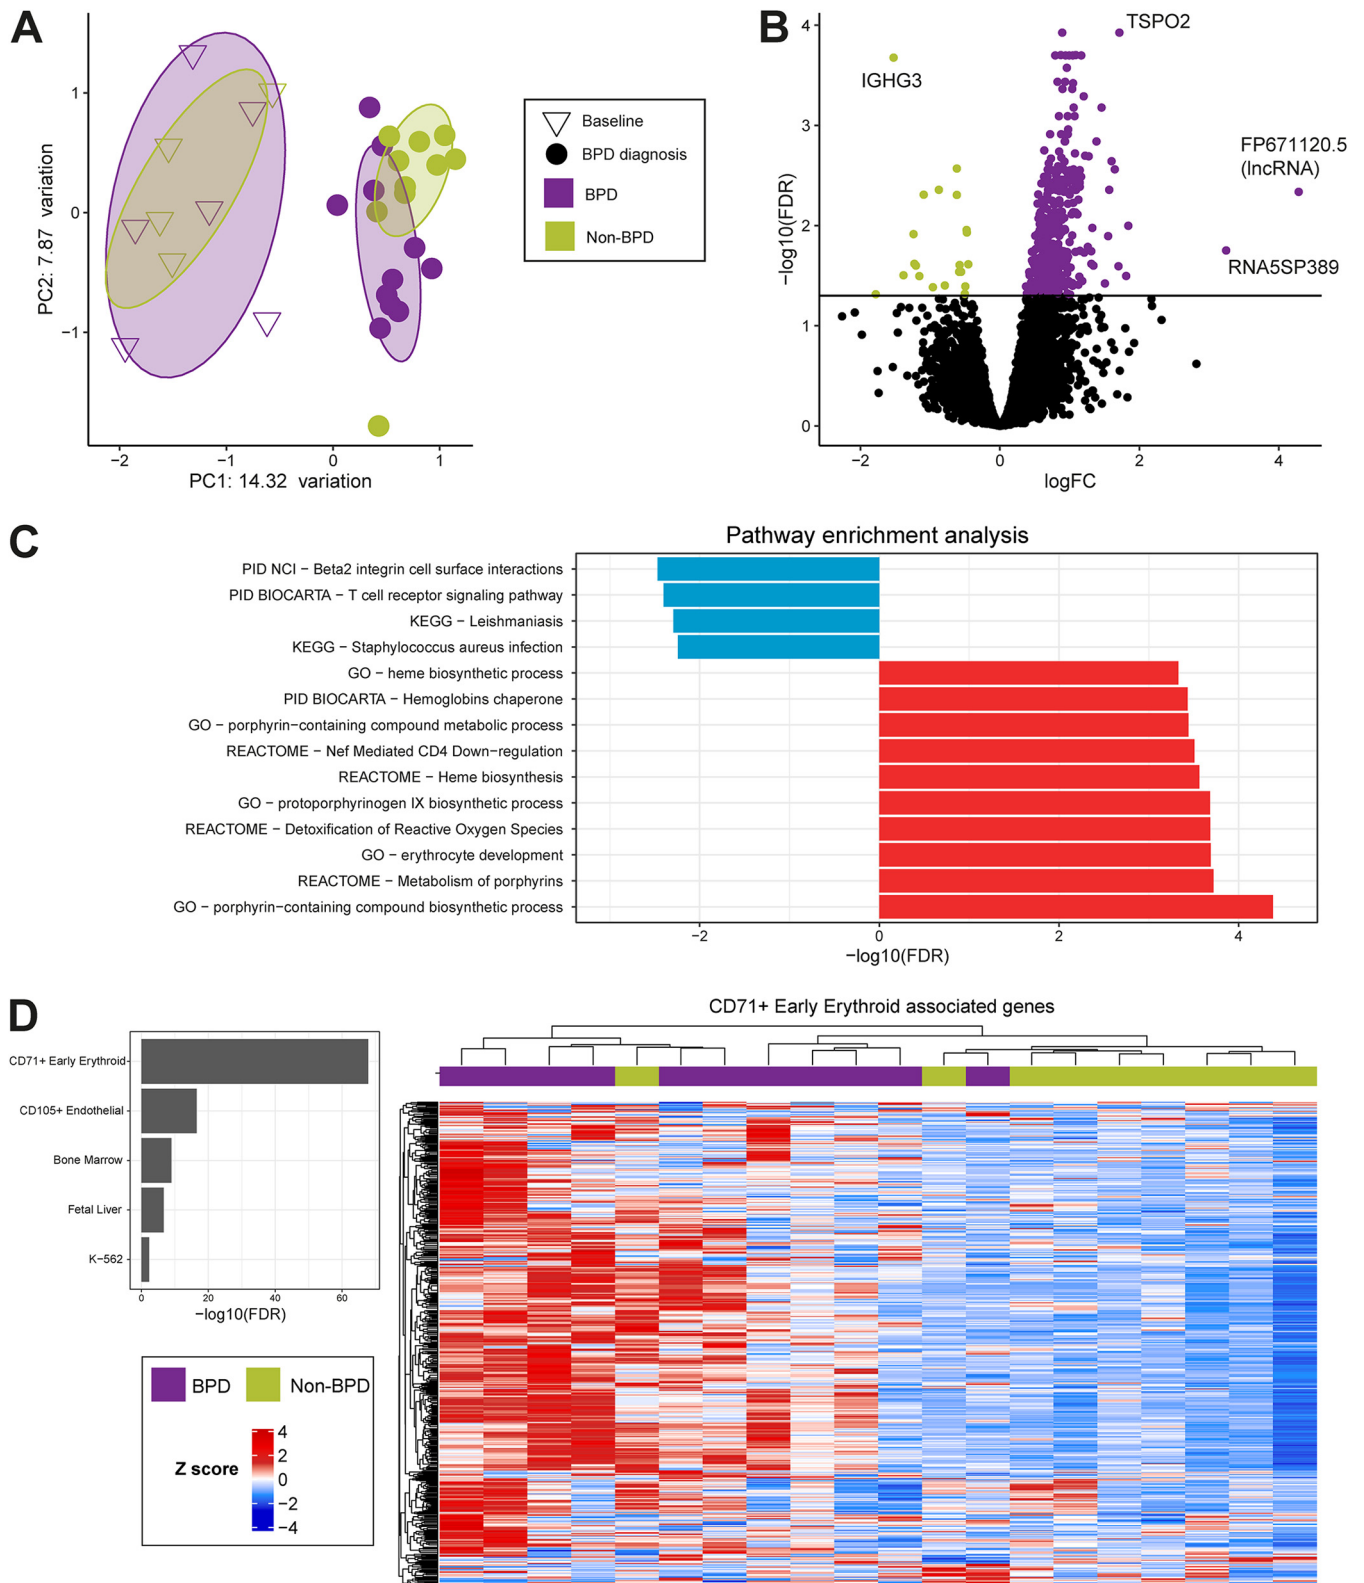 A
PC2: 7.87 variation
1
0
−1
−2
−1
0
1
PC1: 14.32 variation
Baseline
BPD diagnosis
BPD
Non-BPD
B
−log10(FDR)
4
3
2
1
0
−2
0
2
4
logFC
TSPO2
IGHG3
FP671120.5
(lncRNA)
RNA5SP389
C
Pathway enrichment analysis
PID NCI − Beta2 integrin cell surface interactions
PID BIOCARTA − T cell receptor signaling pathway
KEGG − Leishmaniasis
KEGG − Staphylococcus aureus infection
GO − heme biosynthetic process
PID BIOCARTA − Hemoglobins chaperone
GO − porphyrin−containing compound metabolic process
REACTOME − Nef Mediated CD4 Down−regulation
REACTOME − Heme biosynthesis
GO − protoporphyrinogen IX biosynthetic process
REACTOME − Detoxification of Reactive Oxygen Species
GO − erythrocyte development
REACTOME − Metabolism of porphyrins
GO − porphyrin−containing compound biosynthetic process
−2
0
2
4
−log10(FDR)
D
CD71+ Early Erythroid
CD105+ Endothelial
Bone Marrow
Fetal Liver
K−562
0
20
40
60
−log10(FDR)
BPD
Non-BPD
Z score
4
2
0
−2
−4
CD71+ Early Erythroid associated genes